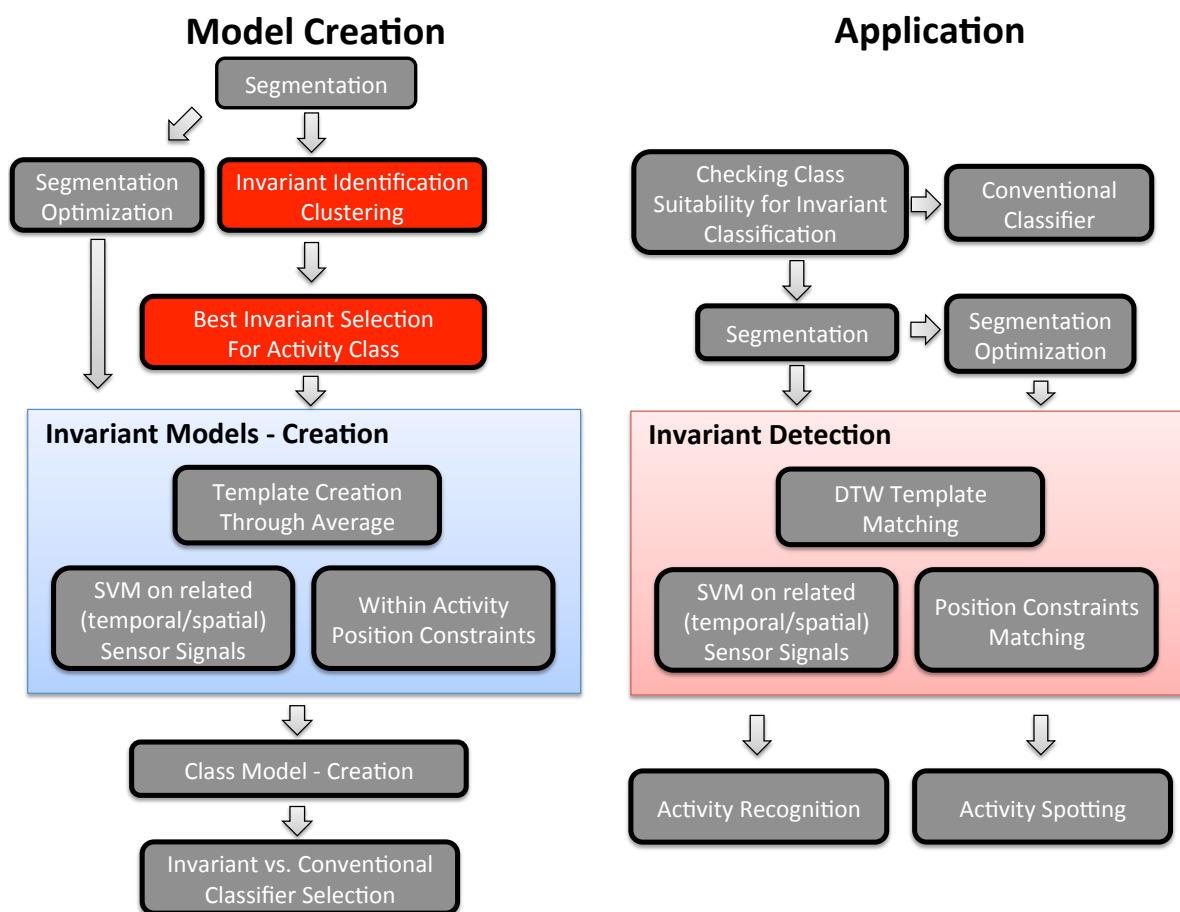 Model Creation
Segmentation
Segmentation
Optimization
Invariant Identification
Clustering
Best Invariant Selection
For Activity Class
Invariant Models - Creation
Template Creation
Through Average
SVM on related
(temporal/spatial)
Sensor Signals
Within Activity
Position Constraints
Class Model - Creation
Invariant vs. Conventional
Classifier Selection
Application
Checking Class
Suitability for Invariant
Classification
Conventional
Classifier
Segmentation
Segmentation
Optimization
Invariant Detection
DTW Template
Matching
SVM on related
(temporal/spatial)
Sensor Signals
Position Constraints
Matching
Activity Recognition
Activity Spotting